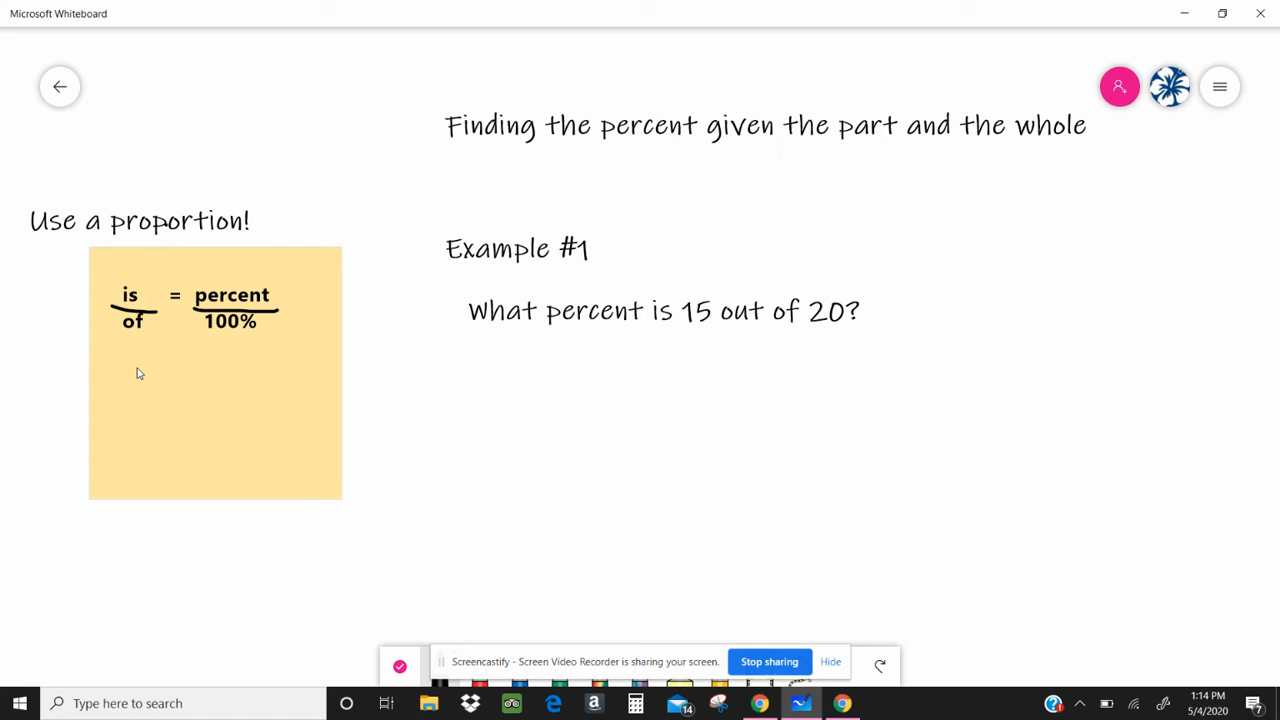 Microsoft Whiteboard
Finding the percent given the part and the whole
Use a proportion!
Example #1
is = percent
of 100%
What percent is 15 out of 20?
Screencastify - Screen Video Recorder is sharing your screen. Stop sharing Hide
Type here to search
14
1:14 PM
5/4/2020
7